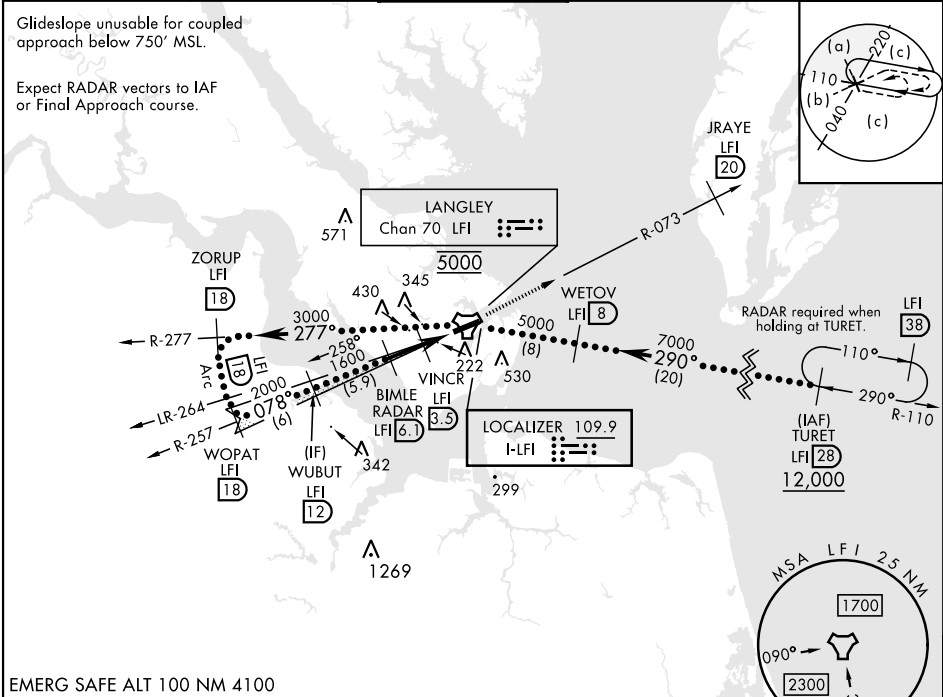 Glideslope unusable for coupled
approach below 750' MSL.
Expect RADAR vectors to IAF
or Final Approach course.
(a)
220
(c)
110
(b)
040
(c)
JRAYE
LFI
20
R-073
LANGLEY
Chan 70 LFI
5000
571
ZORUP
LFI
18
430
345
WETOV
LFI 8
RADAR required when
holding at TURET.
LFI
38
R-277
3000
277°
5000
(8)
7000
290°
(20)
110°
290°
R-110
258°
1600
(5.9)
LFI
18
Arc
2000
078°
(6)
LR-264
R-257
222
530
VINCR
LFI
3.5
BIMLE
RADAR
LFI 6.1
LOCALIZER 109.9
I-LFI
(IAF)
TURET
LFI 28
12,000
WOPAT
LFI
18
(IF)
WUBUT
LFI
12
342
299
1269
MSA LFI 25 NM
1700
090°
2300
EMERG SAFE ALT 100 NM 4100